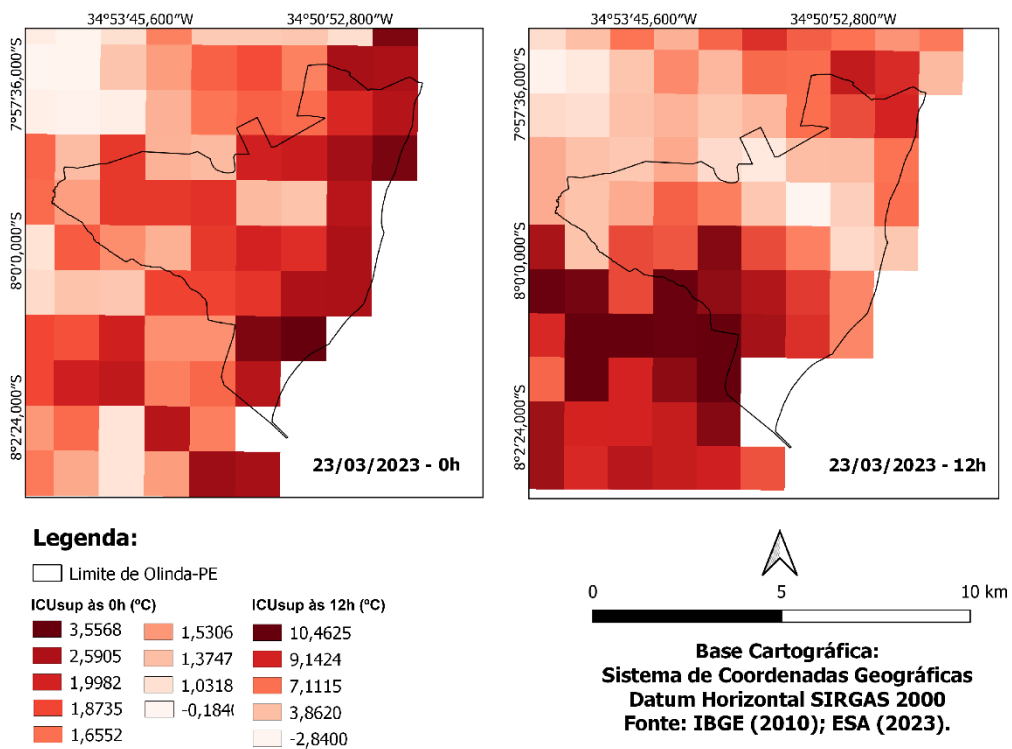 34°53'45,600"W 34°50'52,800"W
34°53'45,600"W 34°50'52,800"W
7°57'36,000"S
8°0'0,000"S
8°2'24,000"S
7°57'36,000"S
8°0'0,000"S
8°2'24,000"S
23/03/2023 - 0h
23/03/2023 - 12h
Legenda:
Limite de Olinda-PE
ICUsup às 0h (ºC)
3,5568
2,5905
1,9982
1,8735
1,6552
1,5306
1,3747
1,0318
-0,1840
ICUsup às 12h (ºC)
10,4625
9,1424
7,1115
3,8620
-2,8400
0 5 10 km
Base Cartográfica:
Sistema de Coordenadas Geográficas
Datum Horizontal SIRGAS 2000
Fonte: IBGE (2010); ESA (2023).